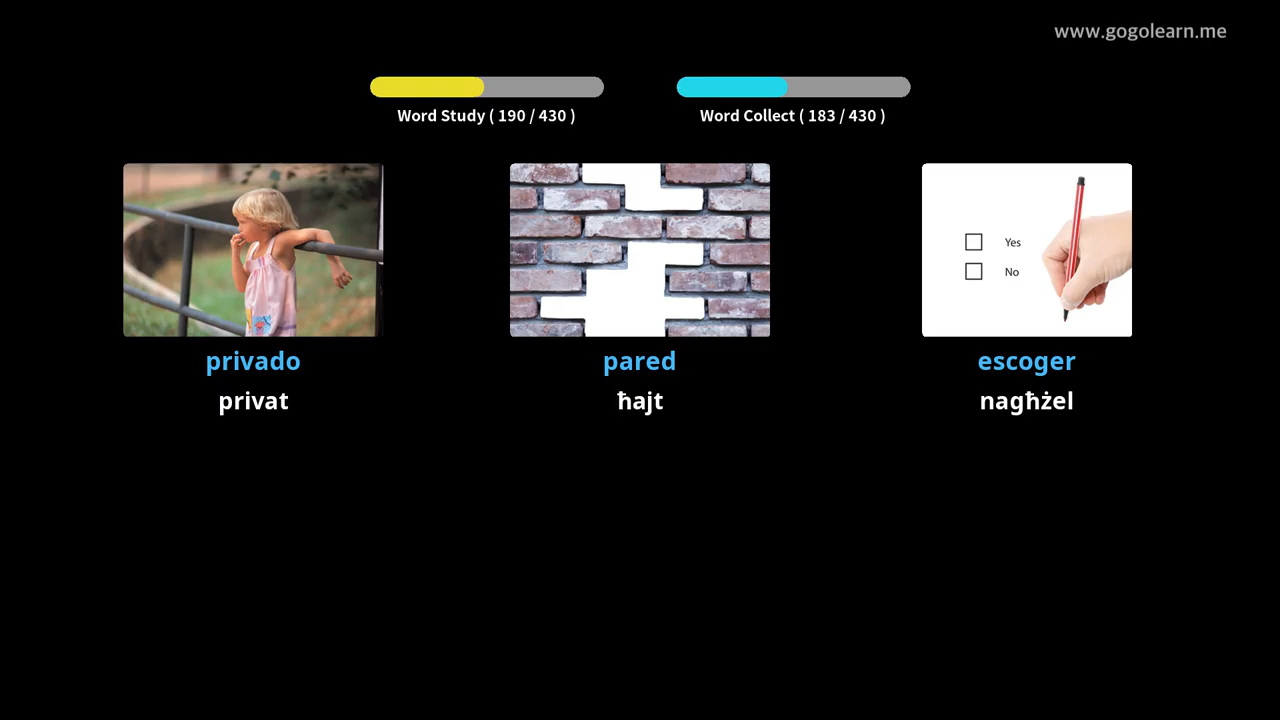 www.gogolearn.me
Word Study ( 190 / 430 )
Word Collect ( 183 / 430 )
Yes
No
privado
pared
escoger
privat
ħajt
nagħżel